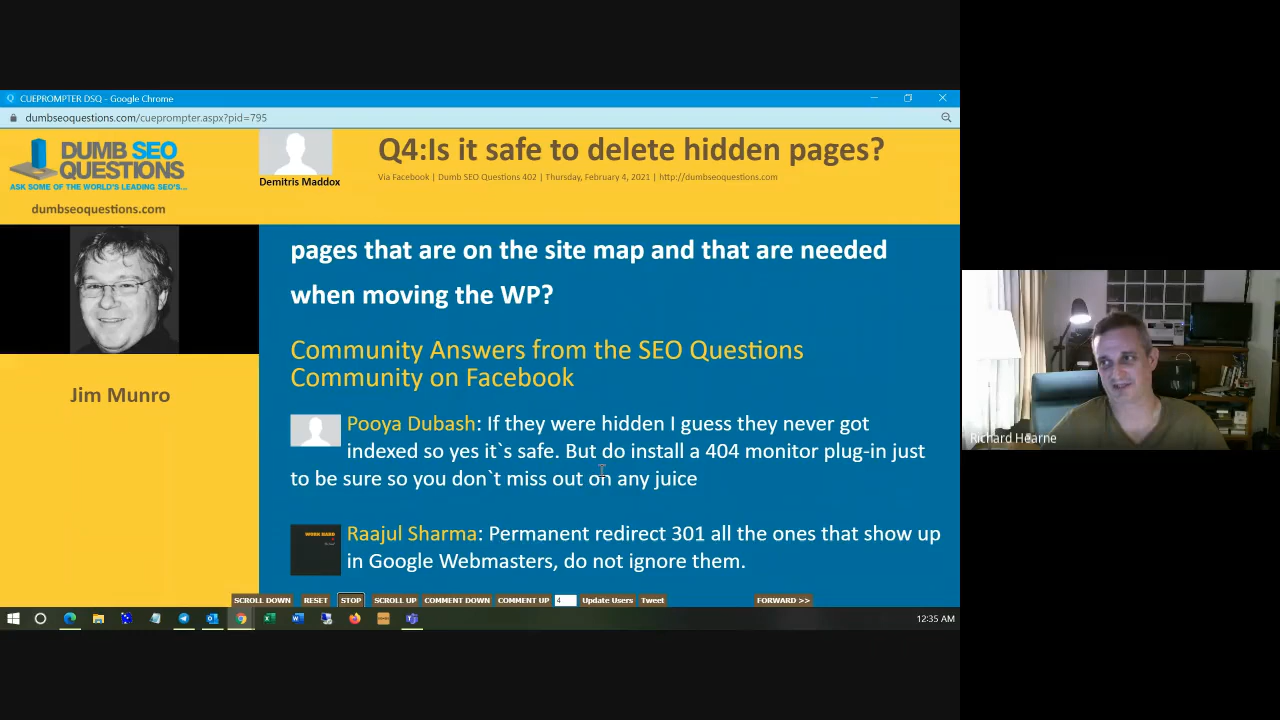 CUEPROMPTER DSQ - Google Chrome
dumbseoquestions.com/cueprompter.aspx?pid=795
DUMB SEO
QUESTIONS
ASK SOME OF THE WORLD'S LEADING SEO'S...
dumbseoquestions.com
Demitris Maddox
Q4:Is it safe to delete hidden pages?
Via Facebook | Dumb SEO Questions 402 | Thursday, February 4, 2021 | http://dumbseoquestions.com
Jim Munro
pages that are on the site map and that are needed
when moving the WP?
Community Answers from the SEO Questions
Community on Facebook
Pooya Dubash: If they were hidden I guess they never got
indexed so yes it`s safe. But do install a 404 monitor plug-in just
to be sure so you don`t miss out on any juice
WORK HARD
Raajul Sharma: Permanent redirect 301 all the ones that show up
in Google Webmasters, do not ignore them.
SCROLL DOWN RESET STOP SCROLL UP COMMENT DOWN COMMENT UP 4 Update Users Tweet FORWARD >>
12:35 AM
Richard Hearne